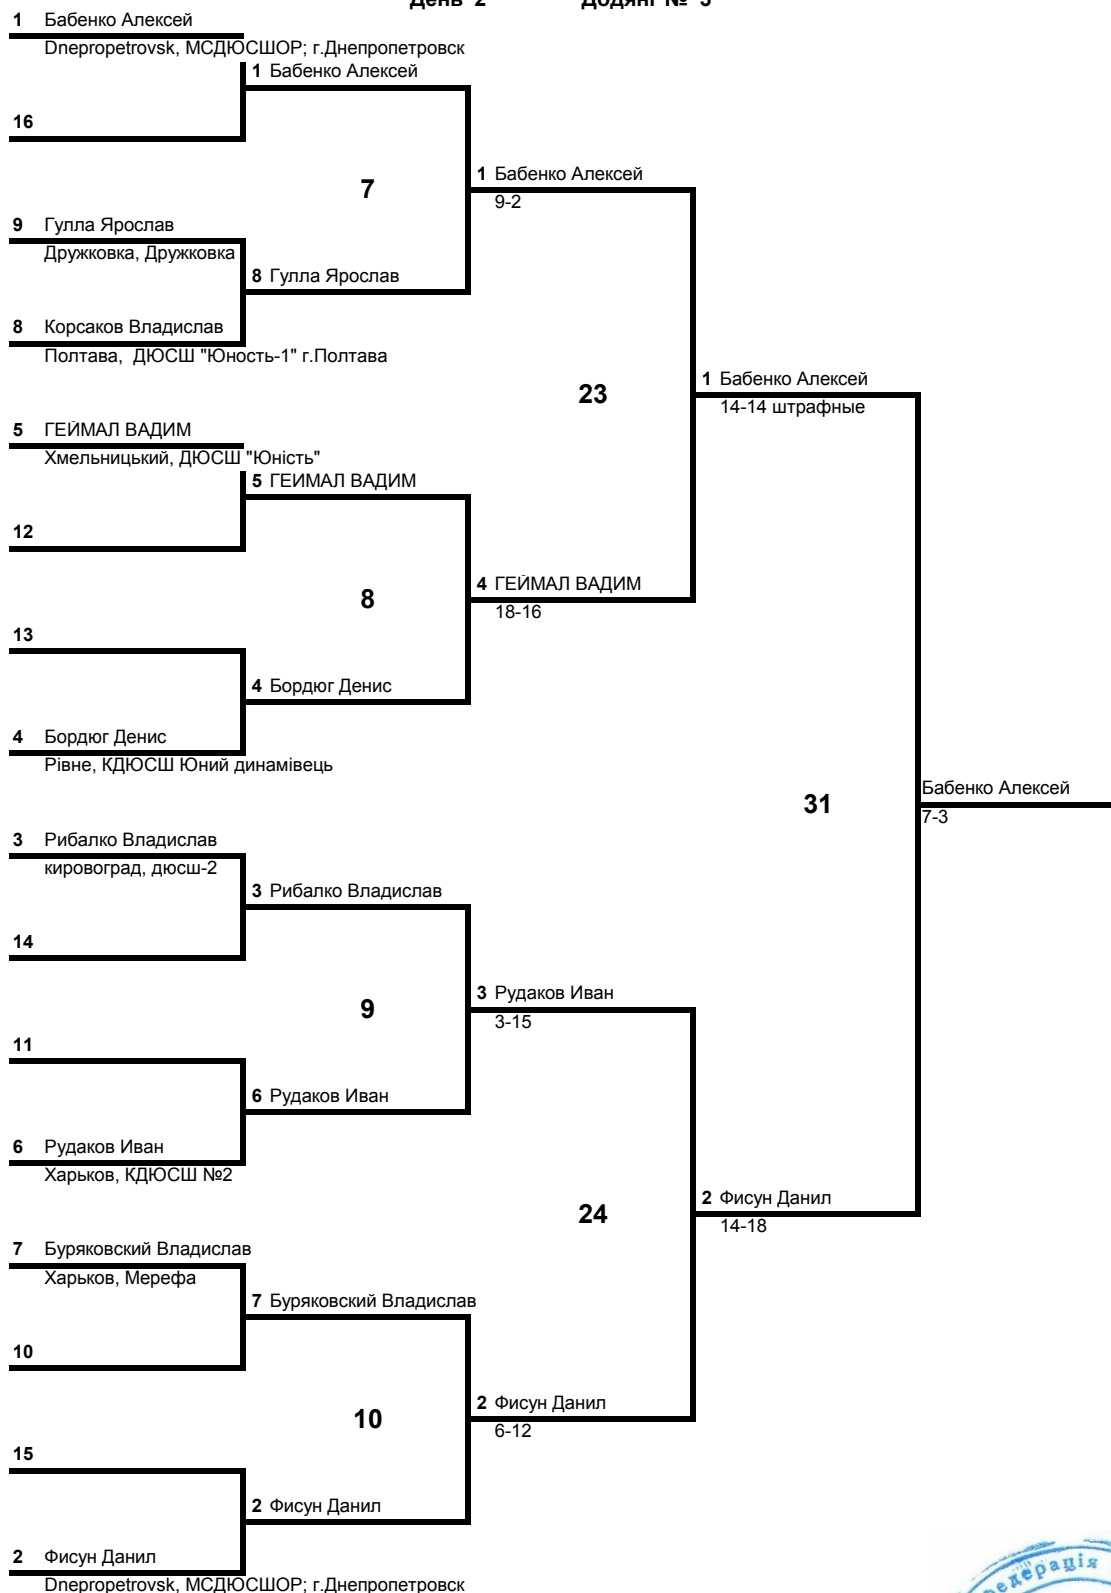 День 2 Додянг № 3
1 Бабенко Алексей
Dnepropetrovsk, МСДЮСШОР; г.Днепропетровск
1 Бабенко Алексей
16
1 Бабенко Алексей
7
9-2
9 Гулла Ярослав
Дружковка, Дружковка
8 Гулла Ярослав
8 Корсаков Владислав
Полтава, ДЮСШ "Юность-1" г.Полтава
1 Бабенко Алексей
23
14-14 штрафные
5 ГЕЙМАЛ ВАДИМ
Хмельницький, ДЮСШ "Юність"
5 ГЕЙМАЛ ВАДИМ
12
4 ГЕЙМАЛ ВАДИМ
8
18-16
13
4 Бордюг Денис
4 Бордюг Денис
Рівне, КДЮСШ Юний динамівець
Бабенко Алексей
31
7-3
3 Рибалко Владислав
кировоград, дюсш-2
3 Рибалко Владислав
14
3 Рудаков Иван
9
3-15
11
6 Рудаков Иван
6 Рудаков Иван
Харьков, КДЮСШ №2
2 Фисун Данил
24
14-18
7 Буряковский Владислав
Харьков, Мерефа
7 Буряковский Владислав
10
2 Фисун Данил
10
6-12
15
2 Фисун Данил
2 Фисун Данил
Dnepropetrovsk, МСДЮСШОР; г.Днепропетровск